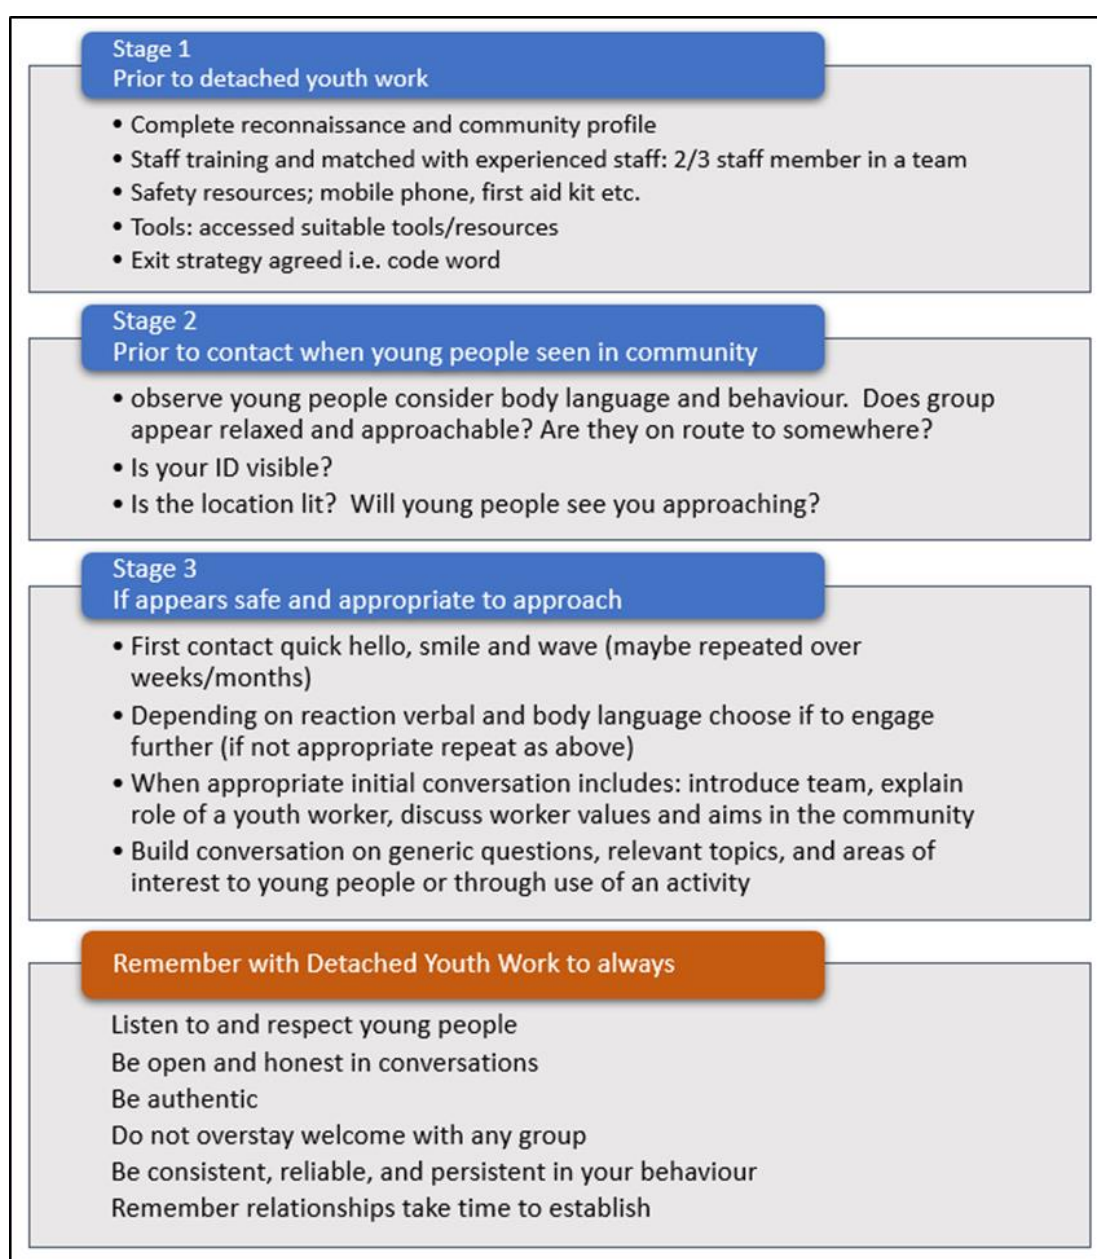 Stage 1
Prior to detached youth work
• Complete reconnaissance and community profile
• Staff training and matched with experienced staff: 2/3 staff member in a team
• Safety resources; mobile phone, first aid kit etc.
• Tools: accessed suitable tools/resources
• Exit strategy agreed i.e. code word
Stage 2
Prior to contact when young people seen in community
• observe young people consider body language and behaviour.  Does group
appear relaxed and approachable? Are they on route to somewhere?
• Is your ID visible?
• Is the location lit?  Will young people see you approaching?
Stage 3
If appears safe and appropriate to approach
• First contact quick hello, smile and wave (maybe repeated over
weeks/months)
• Depending on reaction verbal and body language choose if to engage
further (if not appropriate repeat as above)
• When appropriate initial conversation includes: introduce team, explain
role of a youth worker, discuss worker values and aims in the community
• Build conversation on generic questions, relevant topics, and areas of
interest to young people or through use of an activity
Remember with Detached Youth Work to always
Listen to and respect young people
Be open and honest in conversations
Be authentic
Do not overstay welcome with any group
Be consistent, reliable, and persistent in your behaviour
Remember relationships take time to establish